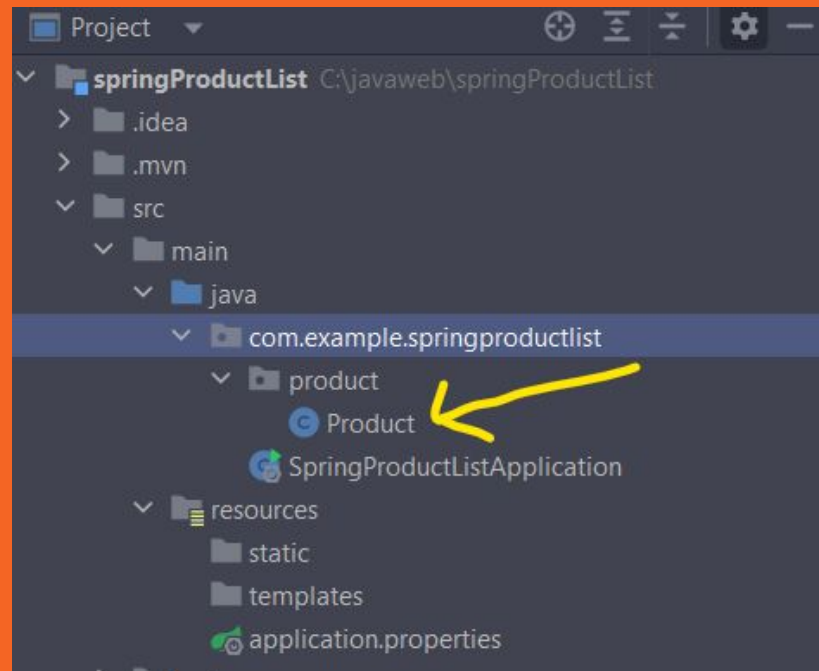 Project
springProductList C:\javaweb\springProductList
.idea
.mvn
src
main
java
com.example.springproductlist
product
C Product
SpringProductListApplication
resources
static
templates
application.properties